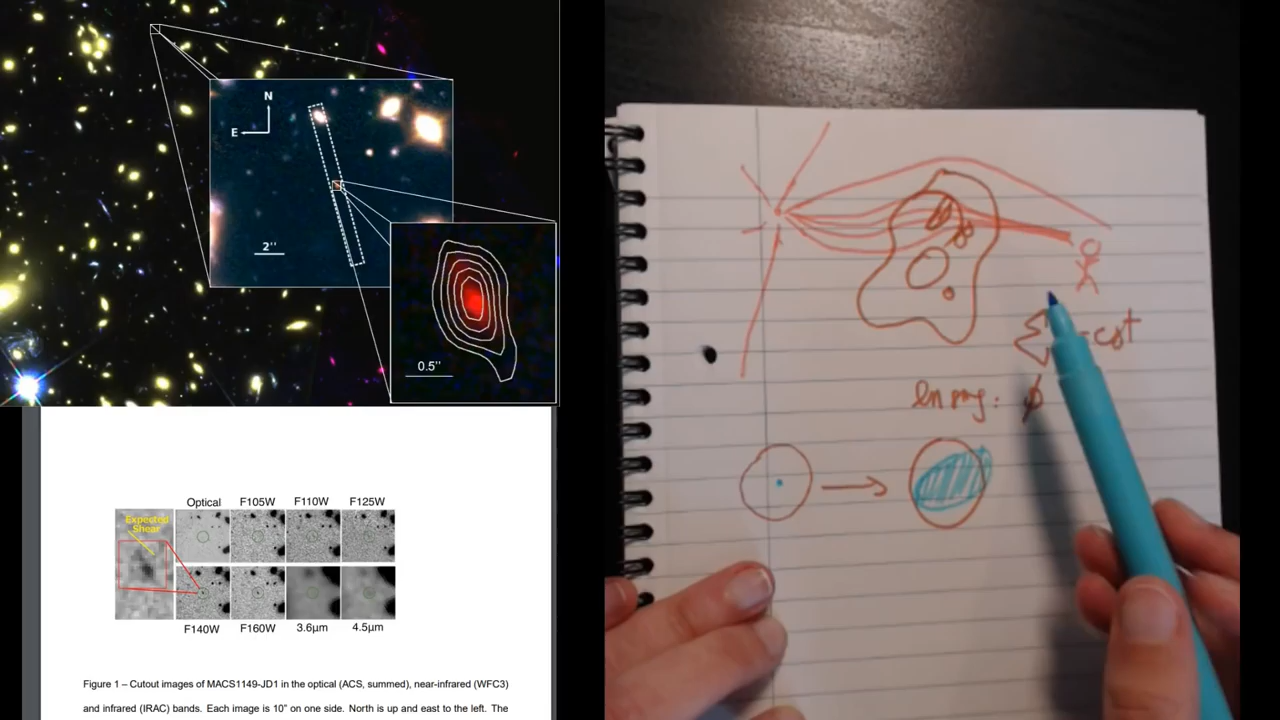 N
E
2''
0.5''
Optical F105W F110W F125W
Expected
Shear
F140W F160W 3.6μm 4.5μm
Figure 1 – Cutout images of MACS1149-JD1 in the optical (ACS, summed), near-infrared (WFC3)
and infrared (IRAC) bands. Each image is 10” on one side. North is up and east to the left. The
cst